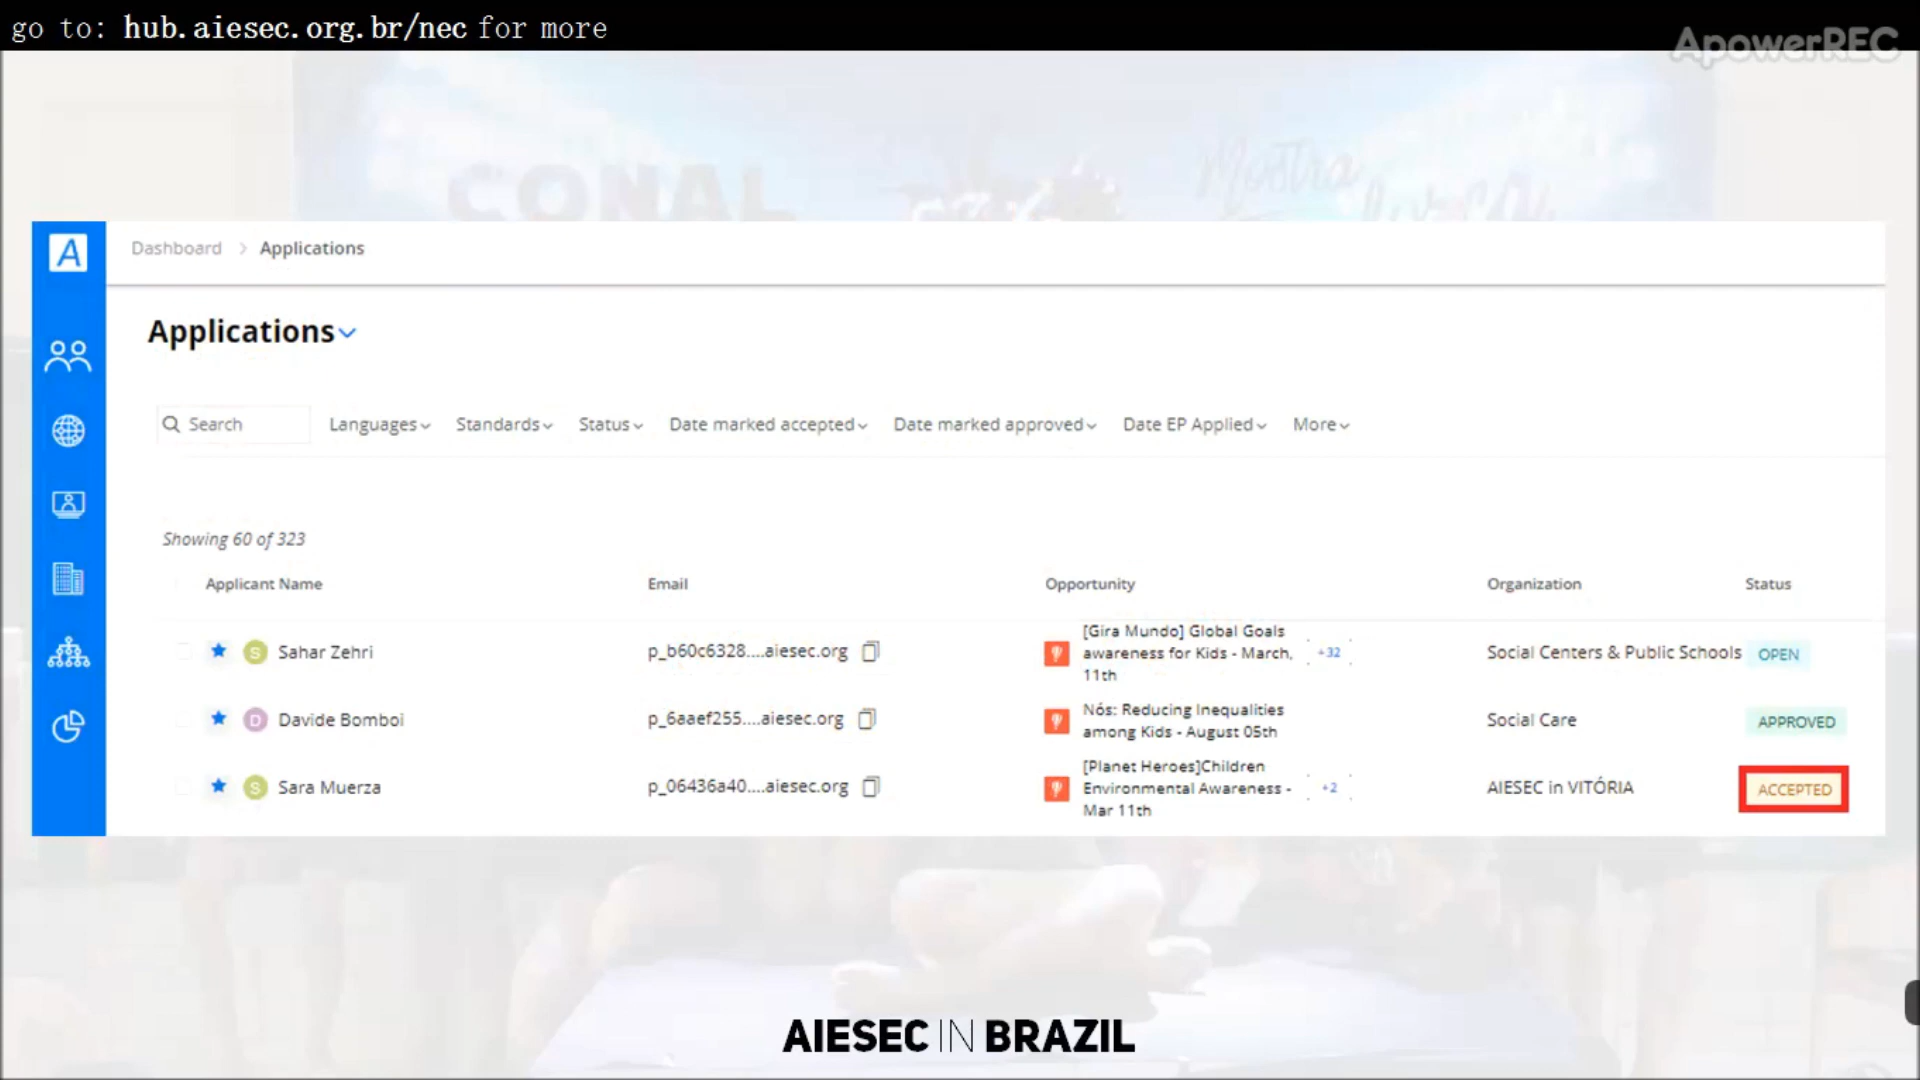 go to: hub.aiesec.org.br/nec for more
ApowerREC
CONAL
Mostra
A
Dashboard > Applications
Applications
Search Languages Standards Status Date marked accepted Date marked approved Date EP Applied More
Showing 60 of 323
Applicant Name Email Opportunity Organization Status
S Sahar Zehri p_b60c6328....aiesec.org [Gira Mundo] Global Goals awareness for Kids - March, 11th +32 Social Centers & Public Schools OPEN
D Davide Bomboi p_6aaef255....aiesec.org Nós: Reducing Inequalities among Kids - August 05th Social Care APPROVED
S Sara Muerza p_06436a40....aiesec.org [Planet Heroes]Children Environmental Awareness - Mar 11th +2 AIESEC in VITÓRIA ACCEPTED
AIESEC IN BRAZIL